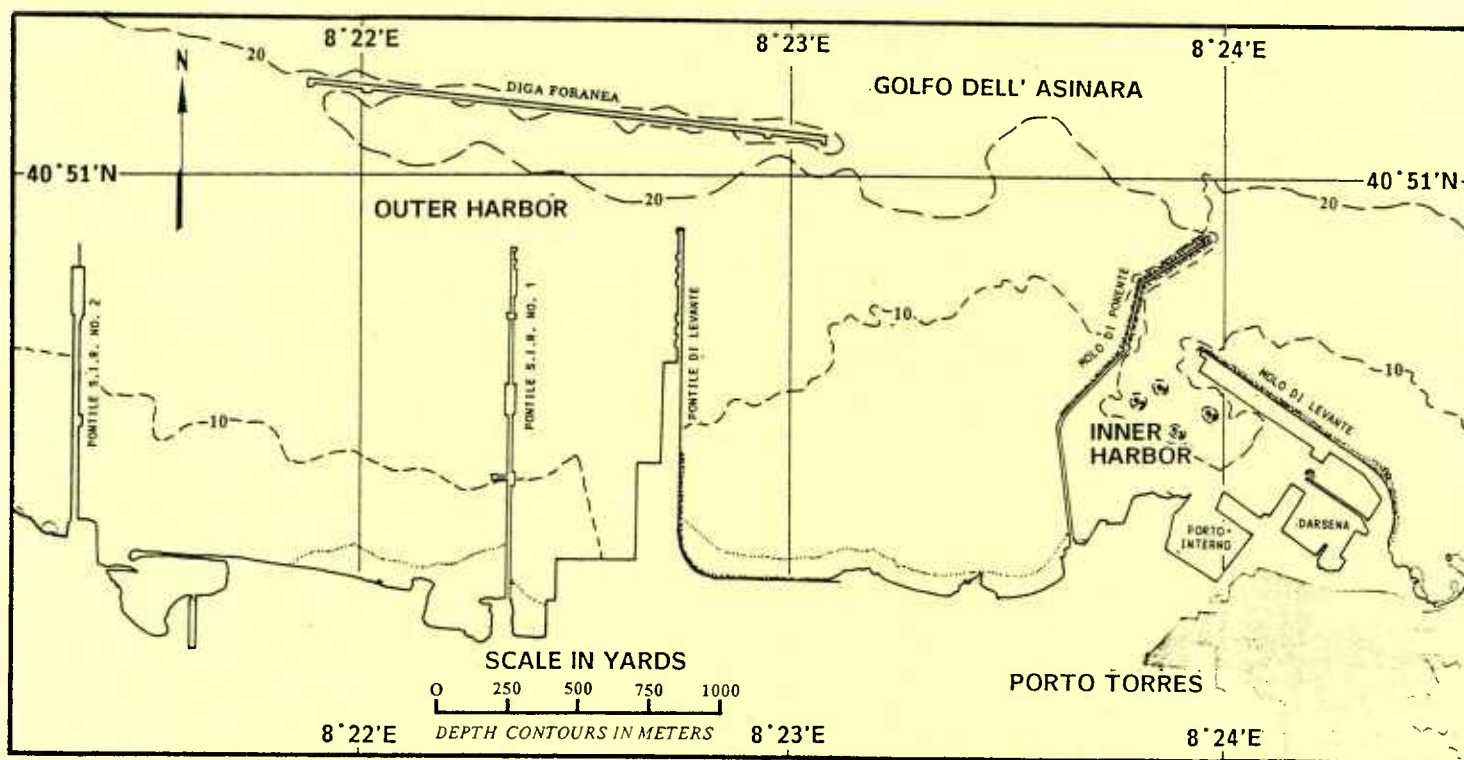 8°22'E
8°23'E
8°24'E
N
20
DIGA FORANEA
GOLFO DELL' ASINARA
40°51'N
40°51'N
20
20
OUTER HARBOR
PONTILE S.I.R. NO. 2
PONTILE S.I.R. NO. 1
PONTILE DI LEVANTE
MOLO DI PONENTE
MOLO DI LEVANTE
10
10
10
INNER
HARBOR
PORTO-
INTERNO
DARSENA
SCALE IN YARDS
0 250 500 750 1000
DEPTH CONTOURS IN METERS
PORTO TORRES
8°22'E
8°23'E
8°24'E